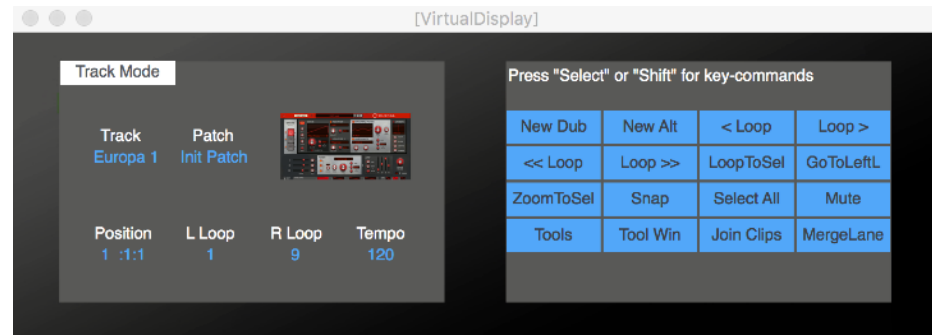 [VirtualDisplay]
Track Mode
Track Patch
Europa 1 Init Patch
Position L Loop R Loop Tempo
1 :1:1 1 9 120
Press "Select" or "Shift" for key-commands
New Dub New Alt < Loop Loop >
<< Loop Loop >> LoopToSel GoToLeftL
ZoomToSel Snap Select All Mute
Tools Tool Win Join Clips MergeLane